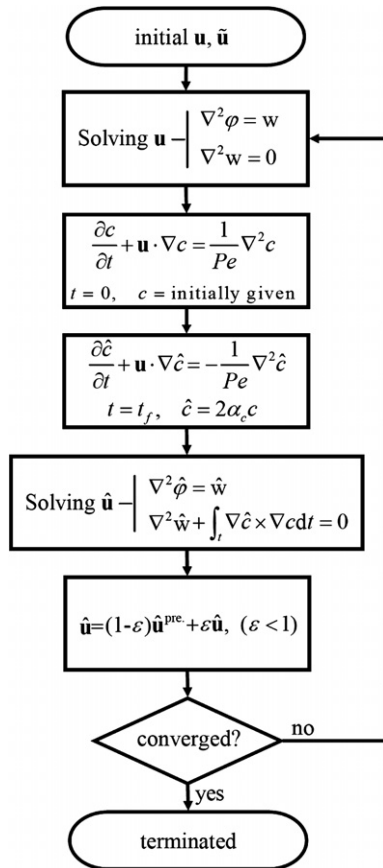 initial 𝐮, 𝐮̃
Solving 𝐮 – | ∇²φ = w
∇²w = 0
∂c/∂t + 𝐮 · ∇c = 1/Pe ∇²c
t = 0, c = initially given
∂ĉ/∂t + 𝐮 · ∇ĉ = – 1/Pe ∇²ĉ
t = t_f, ĉ = 2α_c c
Solving 𝐮̂ – | ∇²φ̂ = ŵ
∇²ŵ + ∫_t ∇ĉ × ∇c dt = 0
𝐮̂=(1-ε)𝐮̂^pre. + ε𝐮̂, (ε < 1)
converged?
no
yes
terminated